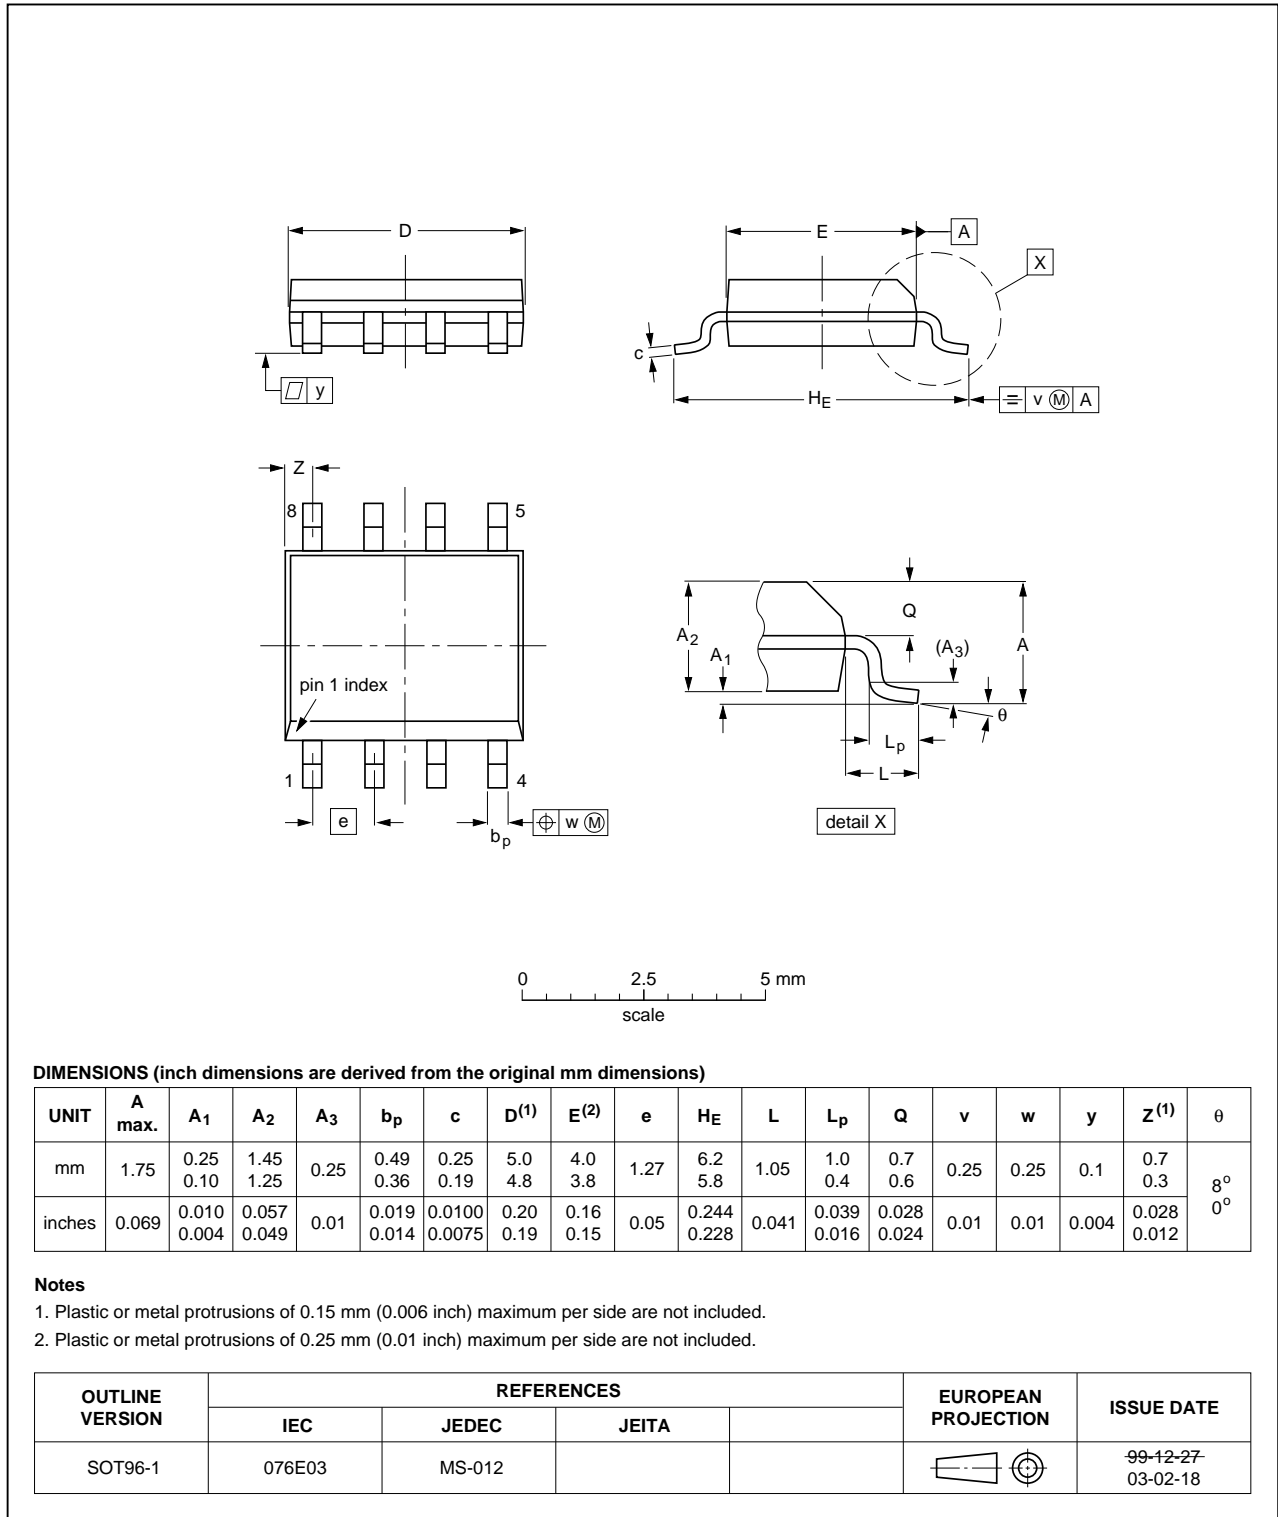 D
E
A
X
c
y
HE
v M A
Z
8
5
pin 1 index
1
4
e
bp
w M
A2
A1
Q
(A3)
A
θ
Lp
L
detail X
0 2.5 5 mm
scale
DIMENSIONS (inch dimensions are derived from the original mm dimensions)
UNIT A max. A1 A2 A3 bp c D(1) E(2) e HE L Lp Q v w y Z(1) θ
mm 1.75 0.25 0.10 1.45 1.25 0.25 0.49 0.36 0.25 0.19 5.0 4.8 4.0 3.8 1.27 6.2 5.8 1.05 1.0 0.4 0.7 0.6 0.25 0.25 0.1 0.7 0.3 8° 0°
inches 0.069 0.010 0.004 0.057 0.049 0.01 0.019 0.014 0.0100 0.0075 0.20 0.19 0.16 0.15 0.05 0.244 0.228 0.041 0.039 0.016 0.028 0.024 0.01 0.01 0.004 0.028 0.012
Notes
1. Plastic or metal protrusions of 0.15 mm (0.006 inch) maximum per side are not included.
2. Plastic or metal protrusions of 0.25 mm (0.01 inch) maximum per side are not included.
OUTLINE VERSION REFERENCES EUROPEAN PROJECTION ISSUE DATE
IEC JEDEC JEITA
SOT96-1 076E03 MS-012 99-12-27
03-02-18